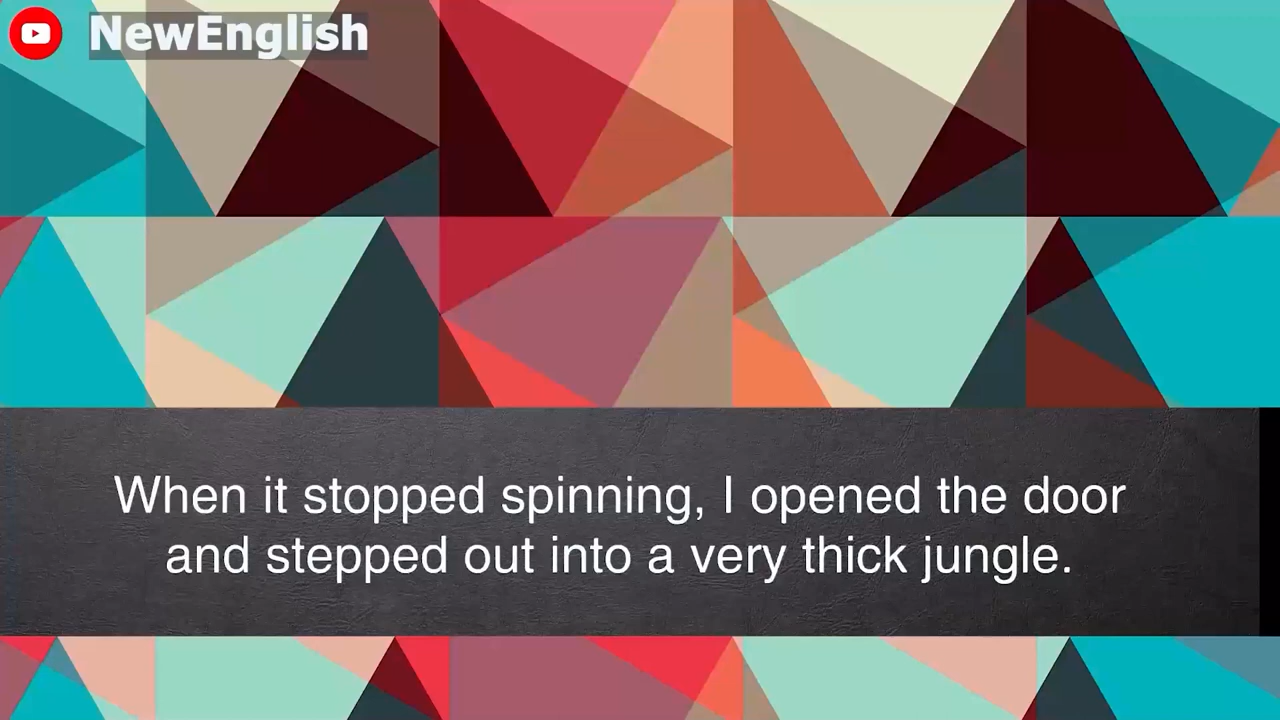 NewEnglish
When it stopped spinning, I opened the door
and stepped out into a very thick jungle.